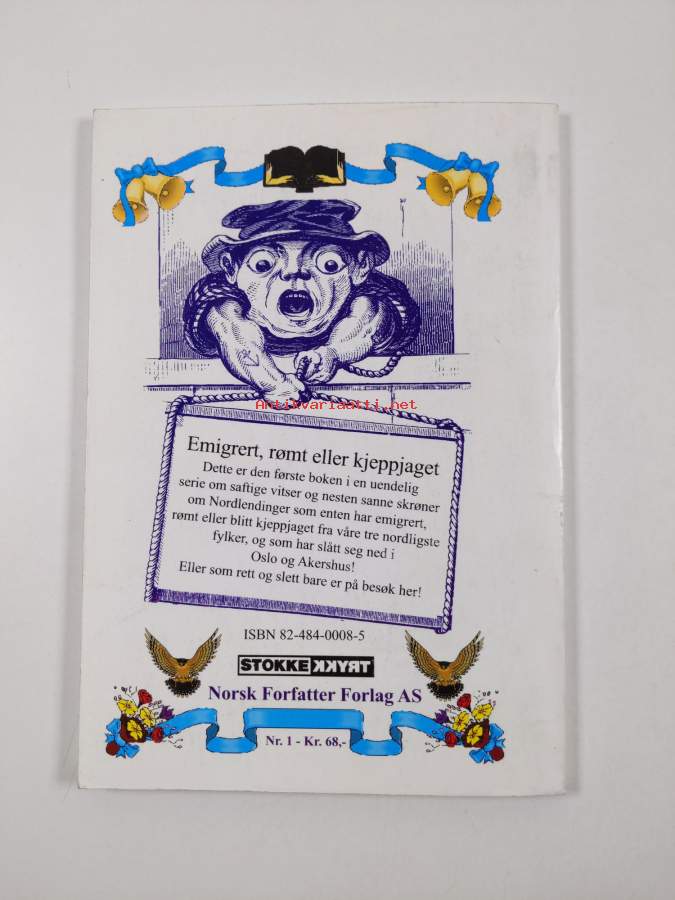 Antikvariaatti.net
Emigrert, rømt eller kjeppjaget
Dette er den første boken i en uendelig
serie om saftige vitser og nesten sanne skrøner
om Nordlendinger som enten har emigrert,
rømt eller blitt kjeppjaget fra våre tre nordligste
fylker, og som har slått seg ned i
Oslo og Akershus!
Eller som rett og slett bare er på besøk her!
ISBN 82-484-0008-5
STOKKE TRYKK
Norsk Forfatter Forlag AS
Nr. 1 - Kr. 68,-